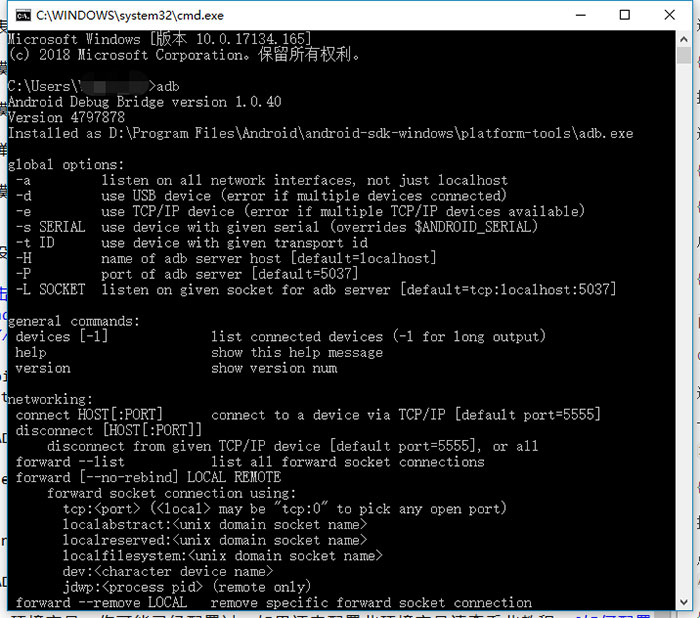 C:\WINDOWS\system32\cmd.exe
Microsoft Windows [版本 10.0.17134.165]
(c) 2018 Microsoft Corporation。保留所有权利。
C:\Users\ >adb
Android Debug Bridge version 1.0.40
Version 4797878
Installed as D:\Program Files\Android\android-sdk-windows\platform-tools\adb.exe
global options:
-a listen on all network interfaces, not just localhost
-d use USB device (error if multiple devices connected)
-e use TCP/IP device (error if multiple TCP/IP devices available)
-s SERIAL use device with given serial (overrides $ANDROID_SERIAL)
-t ID use device with given transport id
-H name of adb server host [default=localhost]
-P port of adb server [default=5037]
-L SOCKET listen on given socket for adb server [default=tcp:localhost:5037]
general commands:
devices [-l] list connected devices (-l for long output)
help show this help message
version show version num
networking:
connect HOST[:PORT] connect to a device via TCP/IP [default port=5555]
disconnect [HOST[:PORT]]
disconnect from given TCP/IP device [default port=5555], or all
forward --list list all forward socket connections
forward [--no-rebind] LOCAL REMOTE
forward socket connection using:
tcp:<port> (<local> may be "tcp:0" to pick any open port)
localabstract:<unix domain socket name>
localreserved:<unix domain socket name>
localfilesystem:<unix domain socket name>
dev:<character device name>
jdwp:<process pid> (remote only)
forward --remove LOCAL remove specific forward socket connection